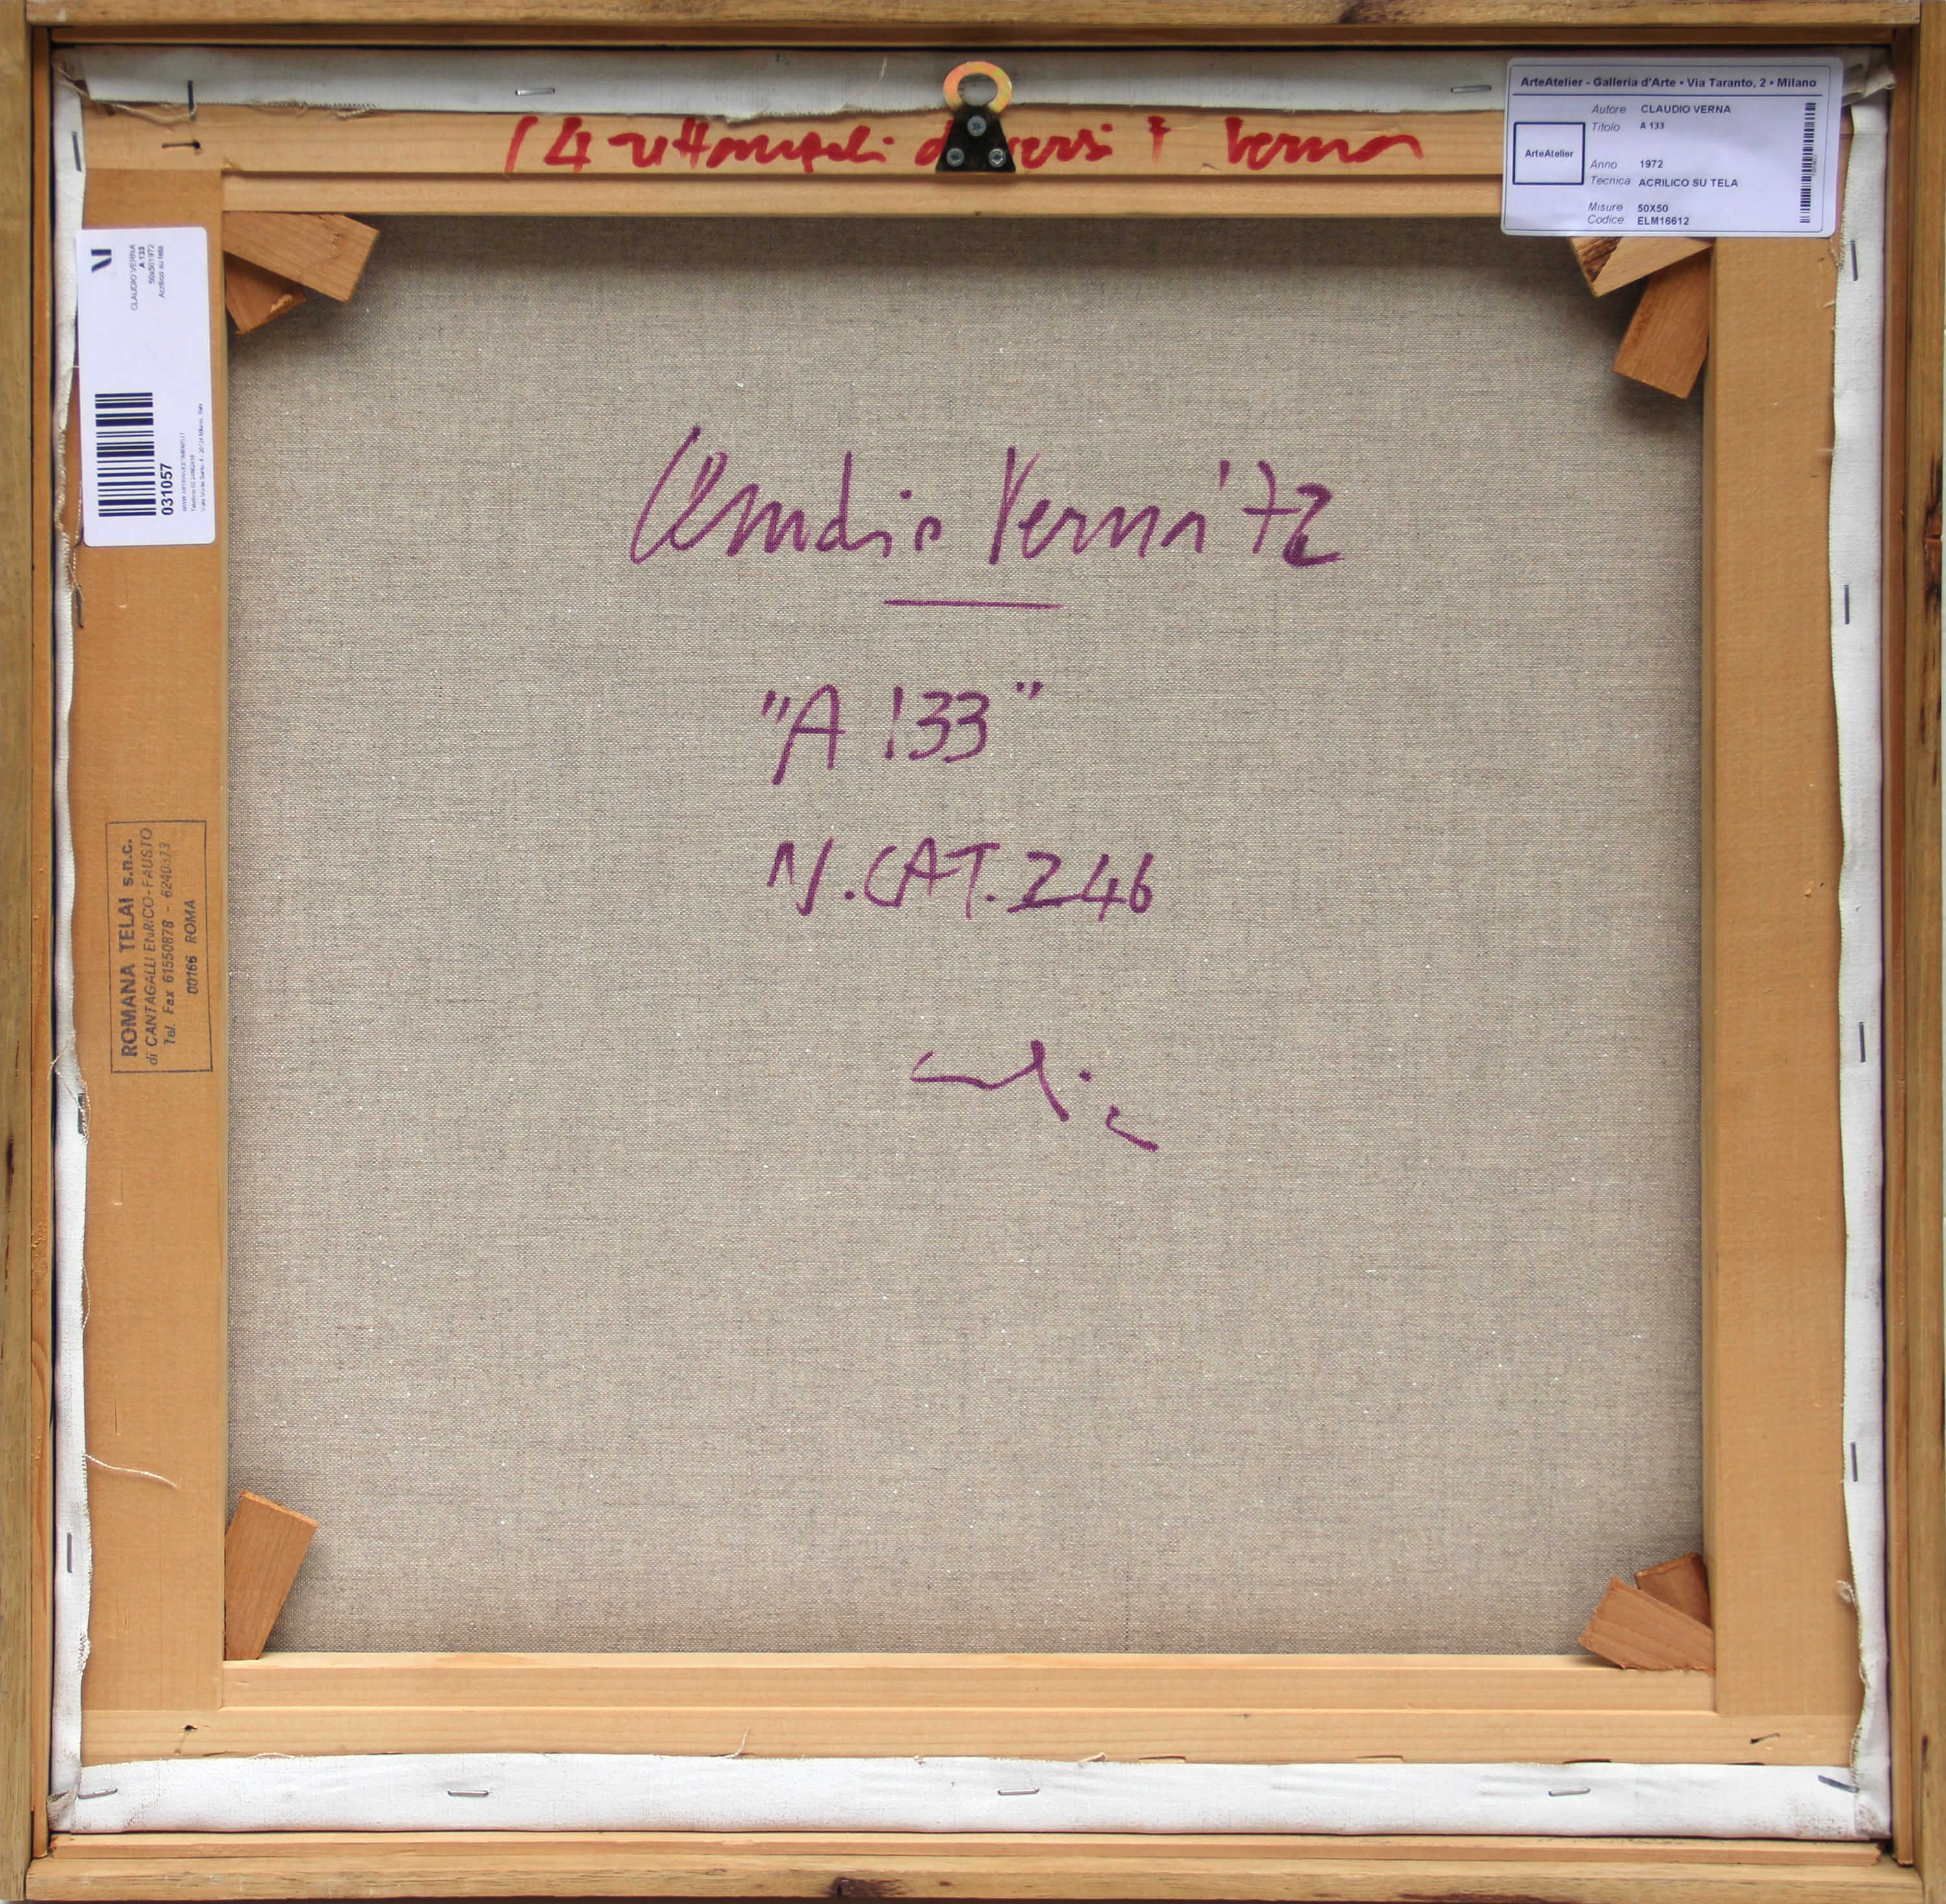 ArteAtelier - Galleria d'Arte • Via Taranto, 2 • Milano
Autore CLAUDIO VERNA
Titolo A 133
ArteAtelier
Anno 1972
Tecnica: ACRILICO SU TELA
Misure: 50X50
Codice: ELM16612
Verna
CLAUDIO VERNA
A 133
50x50 1972
Acrilico su tela
031057
Claudio Verna '72
"A 133"
N. CAT. 246
ROMANA TELAI s.n.c.
di CANTAGALLI ENRICO-FAUSTO
Tel. Fax 61550878 - 6240373
00166 ROMA